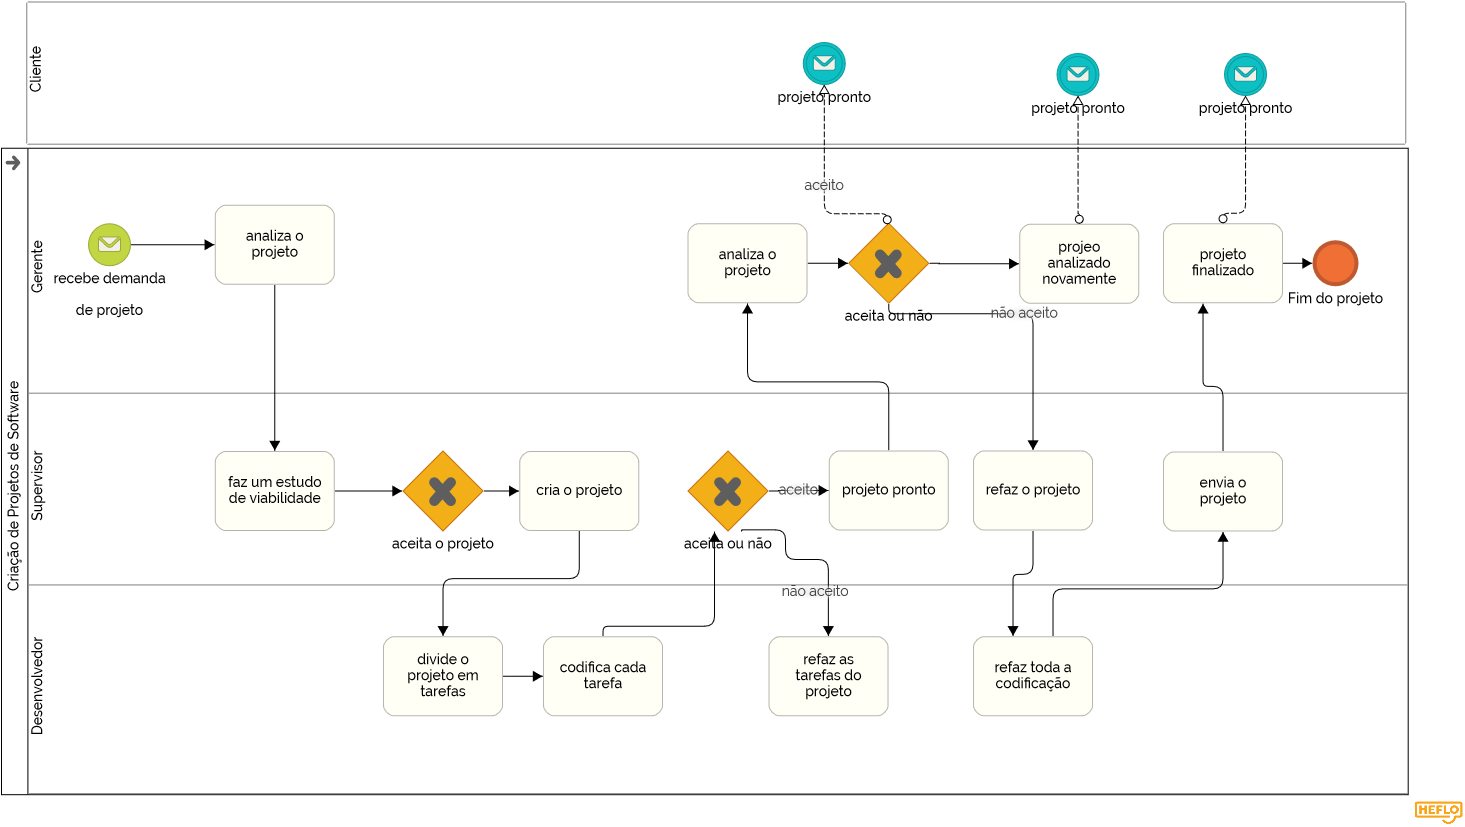 Cliente
projeto pronto
projeto pronto
projeto pronto
Criação de Projetos de Software
Gerente
recebe demanda
de projeto
analiza o
projeto
analiza o
projeto
aceito
aceita ou não
não aceito
projeo
analizado
novamente
projeto
finalizado
Fim do projeto
Supervisor
faz um estudo
de viabilidade
aceita o projeto
cria o projeto
aceita ou não
aceito
não aceito
projeto pronto
refaz o projeto
envia o
projeto
Desenvolvedor
divide o
projeto em
tarefas
codifica cada
tarefa
refaz as
tarefas do
projeto
refaz toda a
codificação
HEFLO